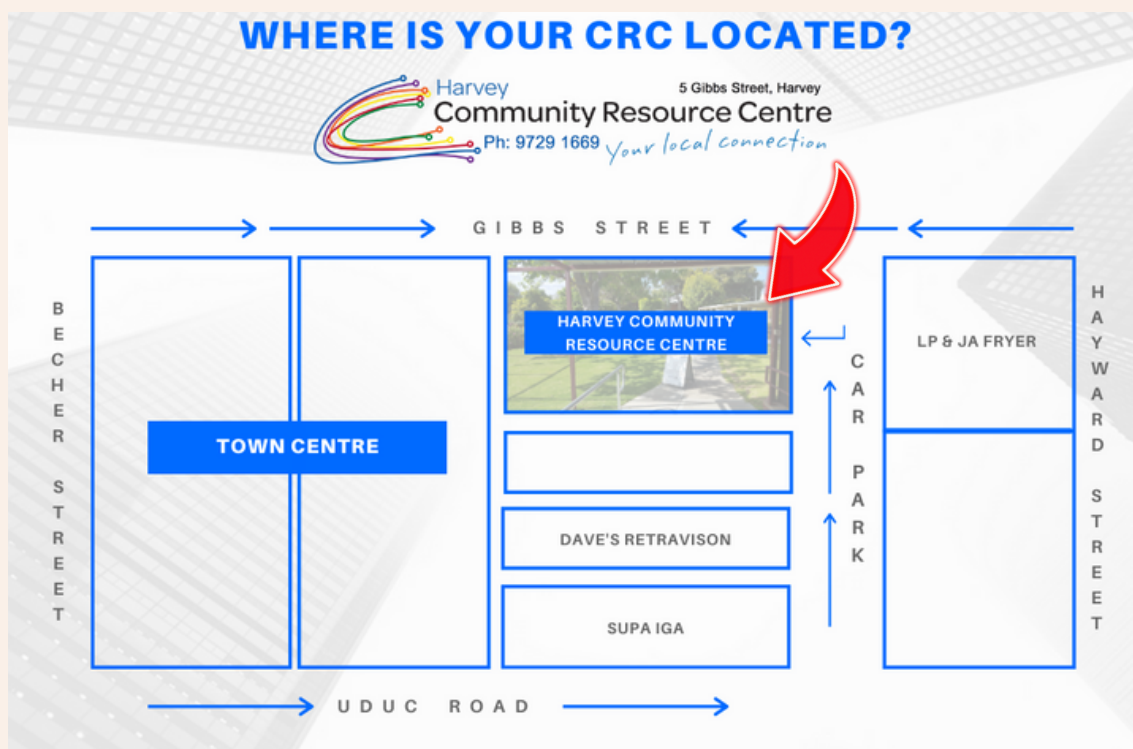 WHERE IS YOUR CRC LOCATED?
Harvey
5 Gibbs Street, Harvey
Community Resource Centre
Ph: 9729 1669
Your local connection
GIBBS STREET
BECHER STREET
HARVEY COMMUNITY
RESOURCE CENTRE
CAR PARK
LP & JA FRYER
HAYWARD STREET
TOWN CENTRE
DAVE'S RETRAVISON
SUPA IGA
UDUC ROAD